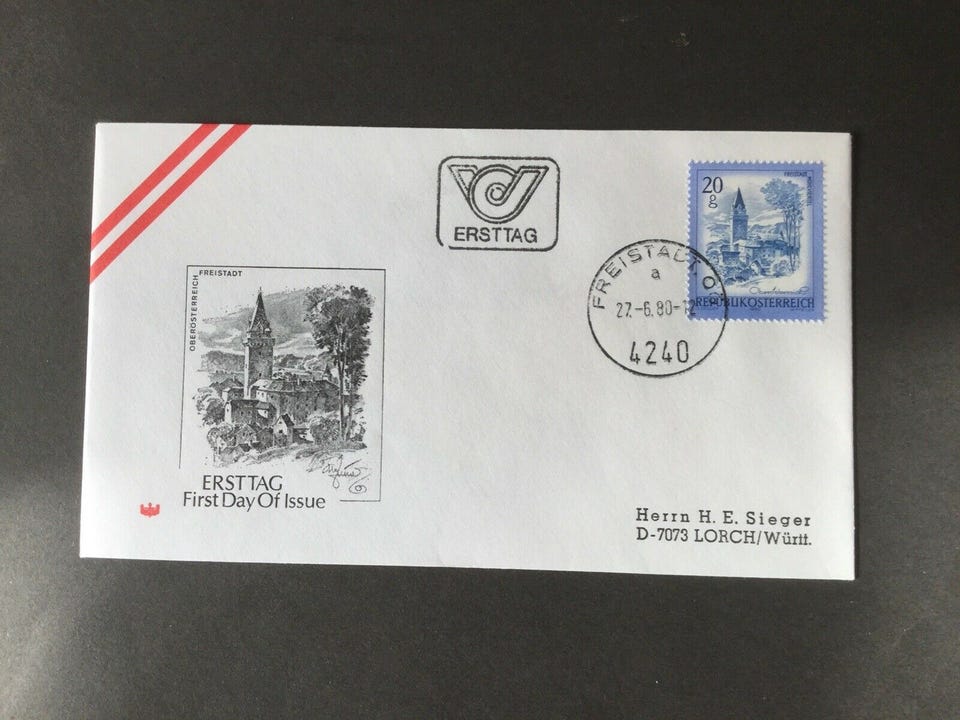 ERSTTAG
20
g
FREISTADT
REPUBLIK ÖSTERREICH
FREISTADT, OÖ
a
27.-6.80-12
4240
OBERÖSTERREICH
FREISTADT
ERSTTAG
First Day Of Issue
Herrn H. E. Sieger
D-7073 LORCH/Württ.